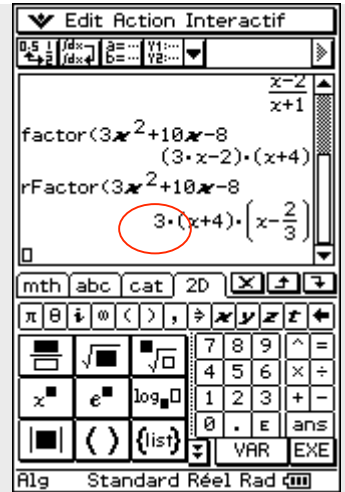 Edit Action Interactif
x-2
x+1
factor(3x²+10x-8
(3·x-2)·(x+4)
rFactor(3x²+10x-8
3·(x+4)·(x-2/3)
mth abc cat 2D
π θ i ∞ ( ) , x y z t
7 8 9 ^ =
4 5 6 × ÷
1 2 3 + -
0 . E ans
√
x e log
| | ( ) {list}
VAR EXE
Alg Standard Réel Rad